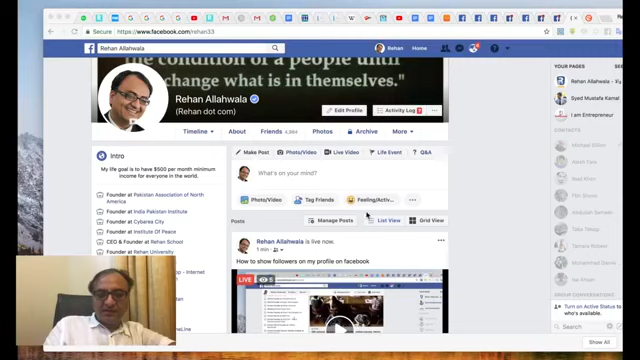 Secure | https://www.facebook.com/rehan33
Rehan Allahwala
Rehan Home
the condition of a people until
change what is in themselves."
Rehan Allahwala
(Rehan dot com)
Edit Profile
Activity Log
Timeline About Friends 4,984 Photos Archive More
Intro
My life goal is to have $500 per month minimum
income for everyone in the world.
Founder at Pakistan Association of North
America
Founder at India Pakistan Institute
Founder at Cybarea City
Founder at Institute Of Peace
CEO & Founder at Rehan School
Founder at Rehan University
Make Post Photo/Video Live Video Life Event Q&A
What's on your mind?
Photo/Video Tag Friends Feeling/Activ...
Posts
Manage Posts List View Grid View
Rehan Allahwala is live now.
1 min
How to show followers on my profile on facebook
LIVE 5
YOUR PAGES
Rehan Allahwala
Syed Mustafa Kamal
I am Entrepreneur
CONTACTS
GROUP CONVERSATIONS
Turn on Active Status to
who's available.
Search
Show All